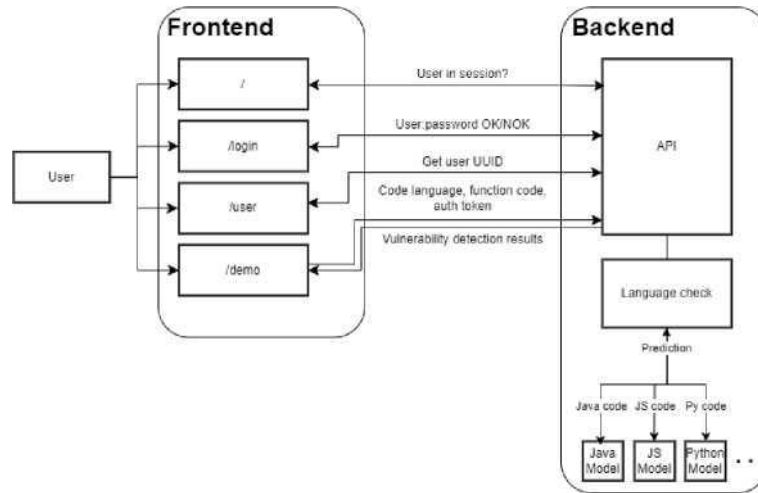 Frontend
Backend
/
User in session?
/login
User:password OK/NOK
API
User
Get user UUID
/user
Code language, function code,
auth token
/demo
Vulnerability detection results
Language check
Prediction
Java code
JS code
Py code
Java
Model
JS
Model
Python
Model
. .